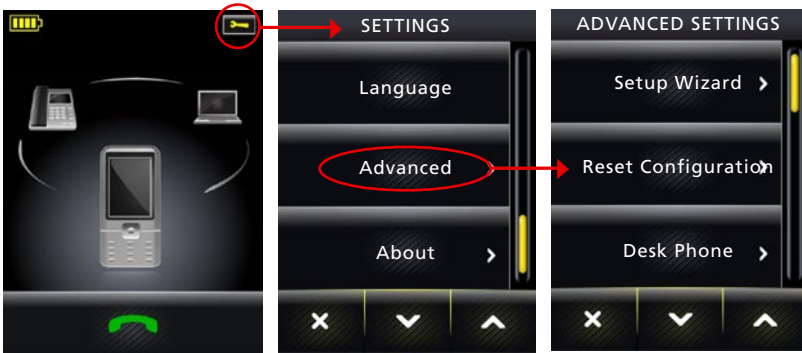 SETTINGS
Language
Advanced
About
ADVANCED SETTINGS
Setup Wizard
Reset Configuration
Desk Phone